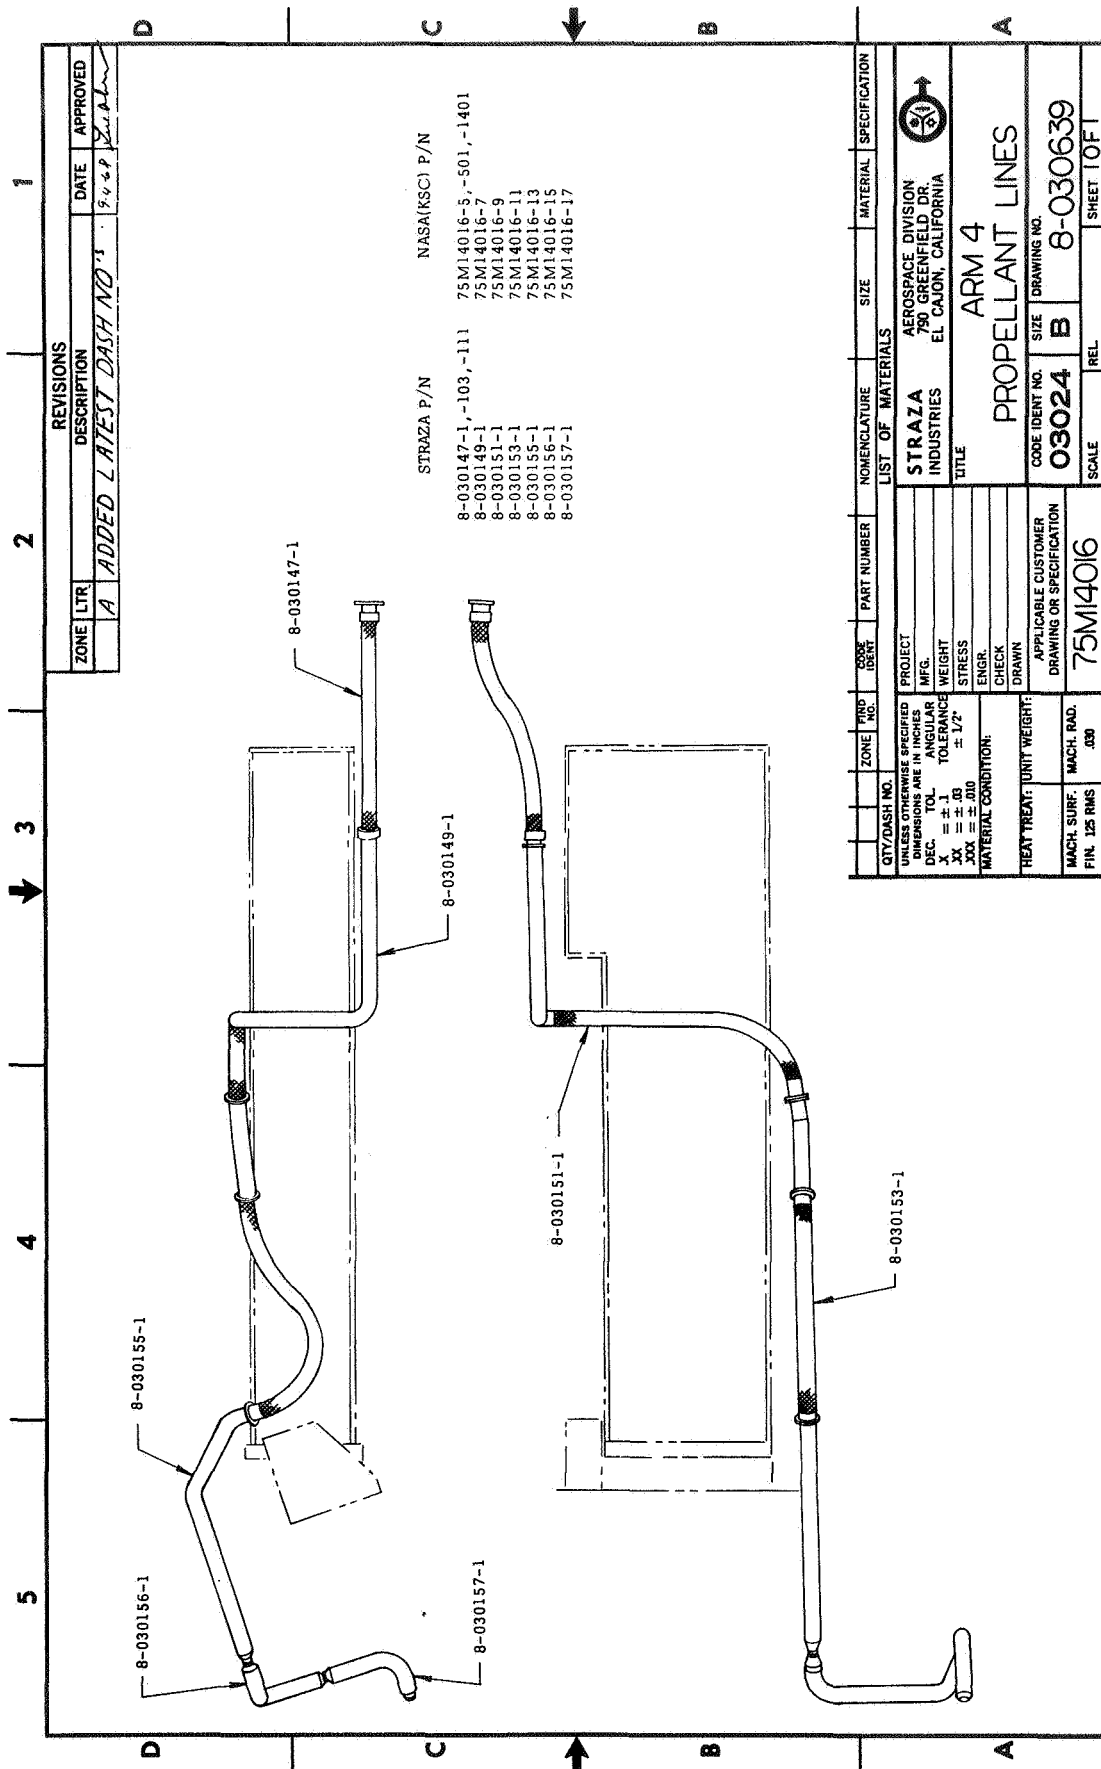 REVISIONS
ZONE LTR DESCRIPTION DATE APPROVED
A ADDED LATEST DASH NO'S 9-4-68
5 4 3 2 1
D
C
B
A
D
C
B
A
STRAZA P/N NASA(KSC) P/N
8-030147-1,-103,-111 75M14016-5,-501,-1401
8-030149-1 75M14016-7
8-030151-1 75M14016-9
8-030153-1 75M14016-11
8-030155-1 75M14016-13
8-030156-1 75M14016-15
8-030157-1 75M14016-17
8-030156-1
8-030155-1
8-030147-1
8-030149-1
8-030157-1
8-030151-1
8-030153-1
QTY/DASH NO. ZONE FIND NO. CODE IDENT PART NUMBER NOMENCLATURE SIZE MATERIAL SPECIFICATION
LIST OF MATERIALS
UNLESS OTHERWISE SPECIFIED
DIMENSIONS ARE IN INCHES
DEC. TOL. ANGULAR
.X = ± .1 TOLERANCE
.XX = ± .03 ± 1/2°
.XXX = ± .010
MATERIAL CONDITION:
HEAT TREAT: UNIT WEIGHT:
MACH. SURF. MACH. RAD.
FIN. 125 RMS .030
PROJECT
MFG.
WEIGHT
STRESS
ENGR.
CHECK
DRAWN
APPLICABLE CUSTOMER
DRAWING OR SPECIFICATION
75M14016
STRAZA INDUSTRIES
AEROSPACE DIVISION
790 GREENFIELD DR.
EL CAJON, CALIFORNIA
TITLE
ARM 4
PROPELLANT LINES
CODE IDENT NO. SIZE DRAWING NO.
03024 B 8-030639
SCALE REL. SHEET 1 OF 1